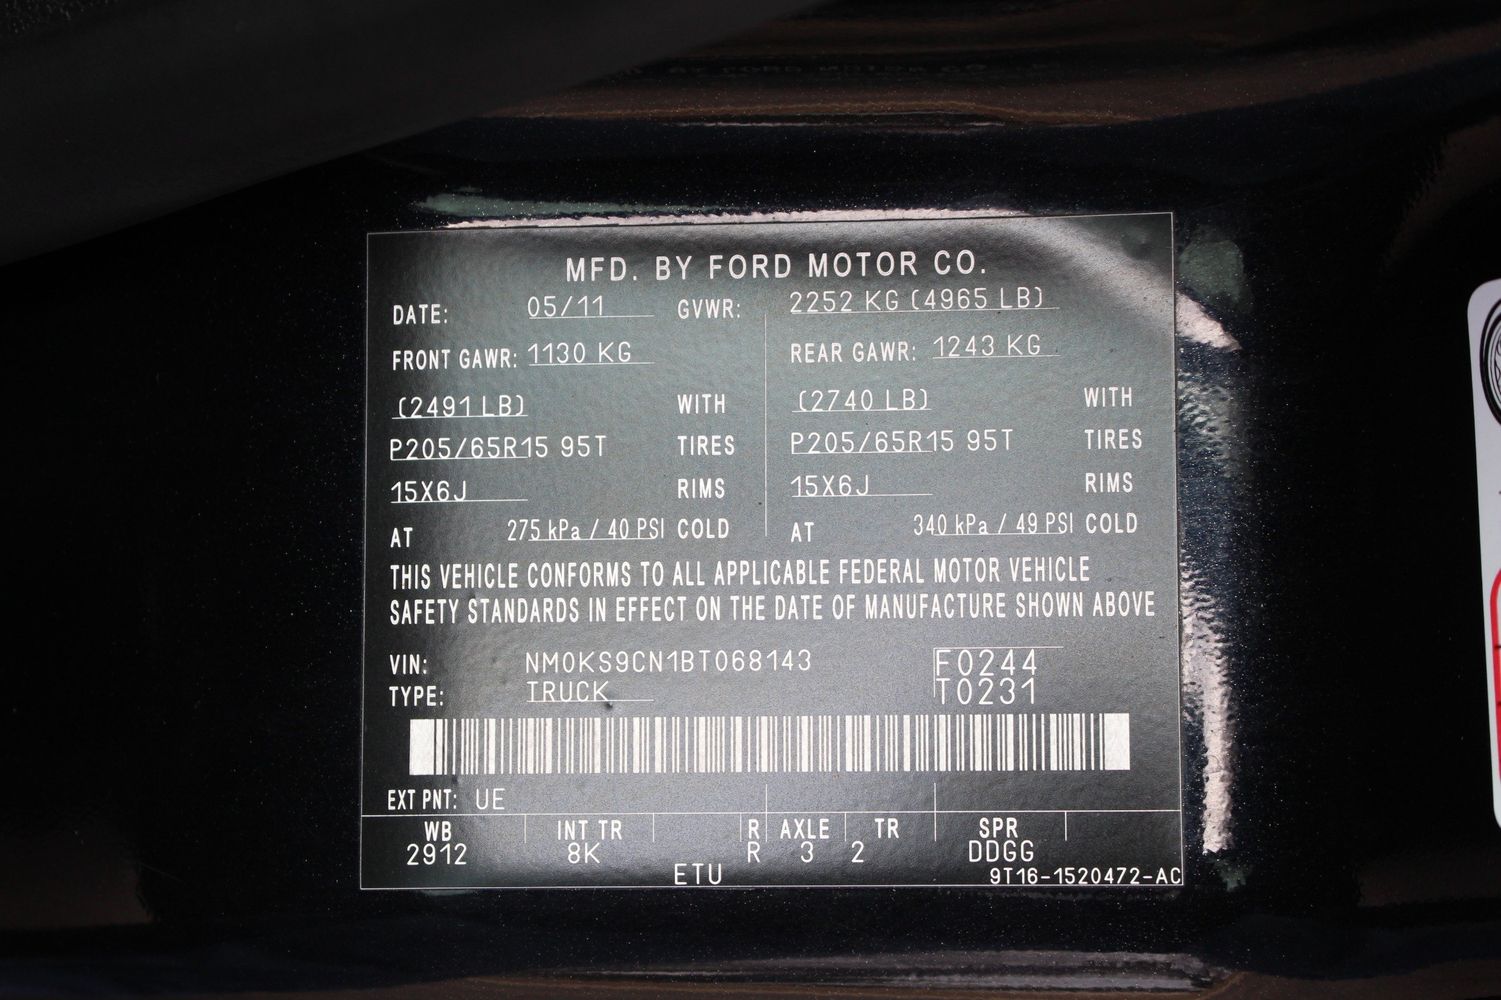 MFD. BY FORD MOTOR CO.
DATE: 05/11 GVWR: 2252 KG (4965 LB)
FRONT GAWR: 1130 KG REAR GAWR: 1243 KG
(2491 LB) WITH (2740 LB) WITH
P205/65R15 95T TIRES P205/65R15 95T TIRES
15X6J RIMS 15X6J RIMS
AT 275 kPa / 40 PSI COLD AT 340 kPa / 49 PSI COLD
THIS VEHICLE CONFORMS TO ALL APPLICABLE FEDERAL MOTOR VEHICLE
SAFETY STANDARDS IN EFFECT ON THE DATE OF MANUFACTURE SHOWN ABOVE
VIN: NM0KS9CN1BT068143 F0244
TYPE: TRUCK T0231
EXT PNT: UE
WB INT TR R AXLE TR SPR
2912 8K R 3 2 DDGG
ETU 9T16-1520472-AC